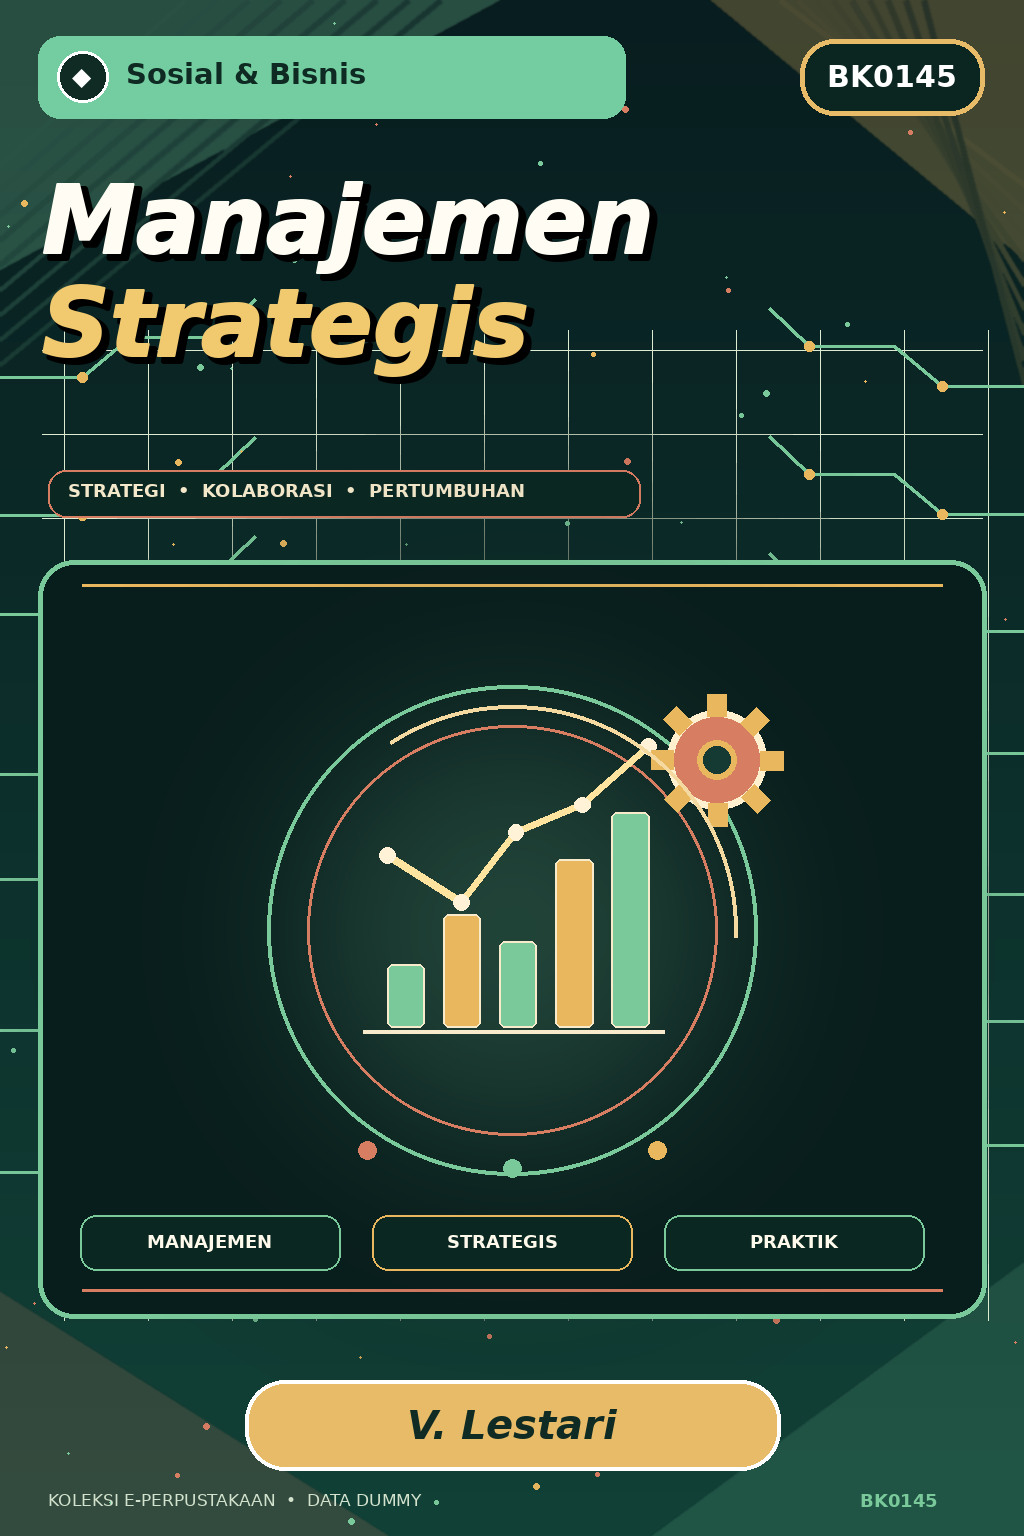 Sosial & Bisnis
BK0145
Manajemen
Strategis
STRATEGI • KOLABORASI • PERTUMBUHAN
MANAJEMEN
STRATEGIS
PRAKTIK
V. Lestari
KOLEKSI E-PERPUSTAKAAN • DATA DUMMY
BK0145